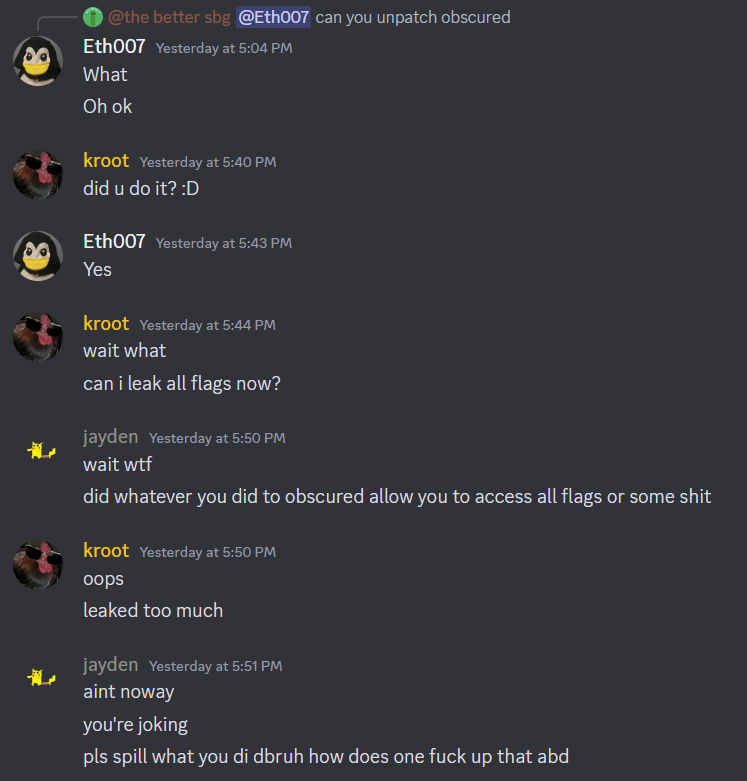 @the better sbg @Eth007 can you unpatch obscured
Eth007 Yesterday at 5:04 PM
What
Oh ok
kroot Yesterday at 5:40 PM
did u do it? :D
Eth007 Yesterday at 5:43 PM
Yes
kroot Yesterday at 5:44 PM
wait what
can i leak all flags now?
jayden Yesterday at 5:50 PM
wait wtf
did whatever you did to obscured allow you to access all flags or some shit
kroot Yesterday at 5:50 PM
oops
leaked too much
jayden Yesterday at 5:51 PM
aint noway
you're joking
pls spill what you di dbruh how does one fuck up that abd